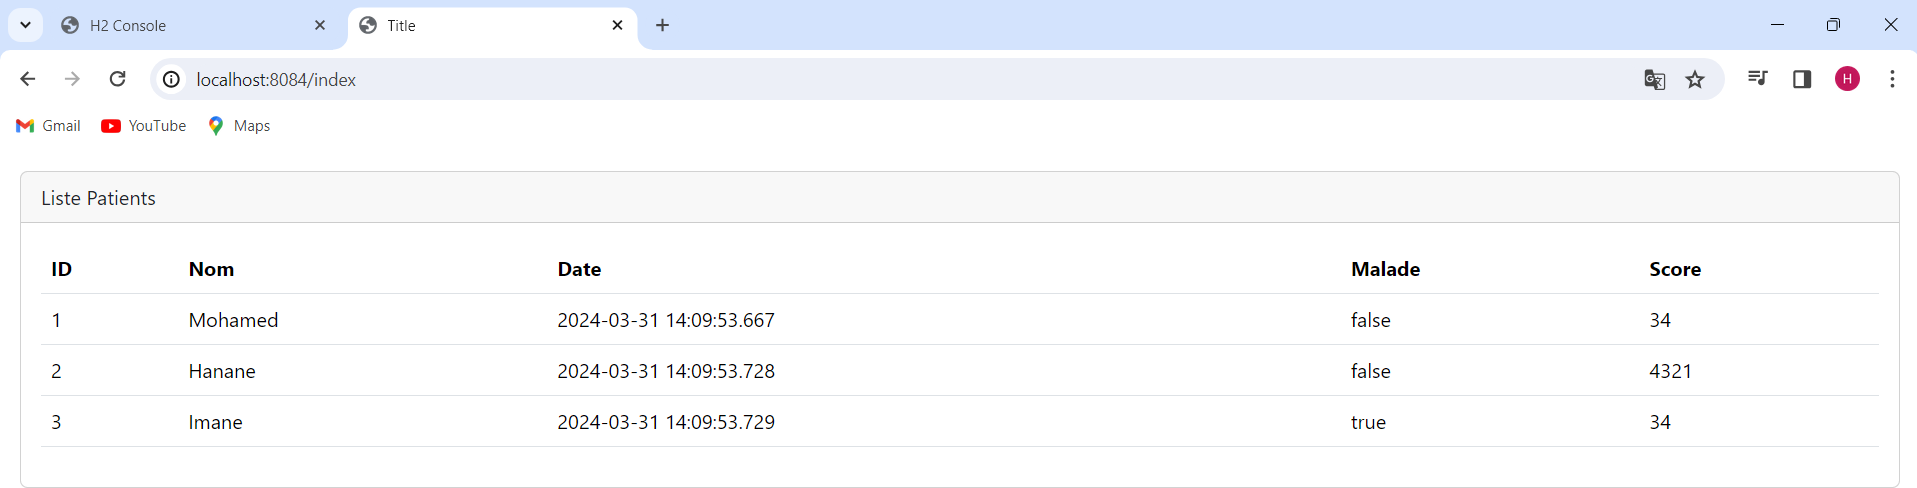 H2 Console
Title
localhost:8084/index
H
Gmail YouTube Maps
Liste Patients
ID Nom Date Malade Score
1 Mohamed 2024-03-31 14:09:53.667 false 34
2 Hanane 2024-03-31 14:09:53.728 false 4321
3 Imane 2024-03-31 14:09:53.729 true 34